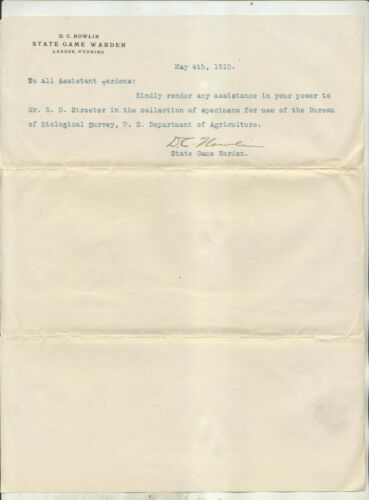 D. C. NOWLIN
STATE GAME WARDEN
LANDER, WYOMING
May 4th, 1910.
To all Assistant wardens:
Kindly render any assistance in your power to
Mr. D. D. Streeter in the collection of specimens for use of the Bureau
of Biological Survey, U. S. Department of Agriculture.
D. C. Nowlin
State Game Warden.